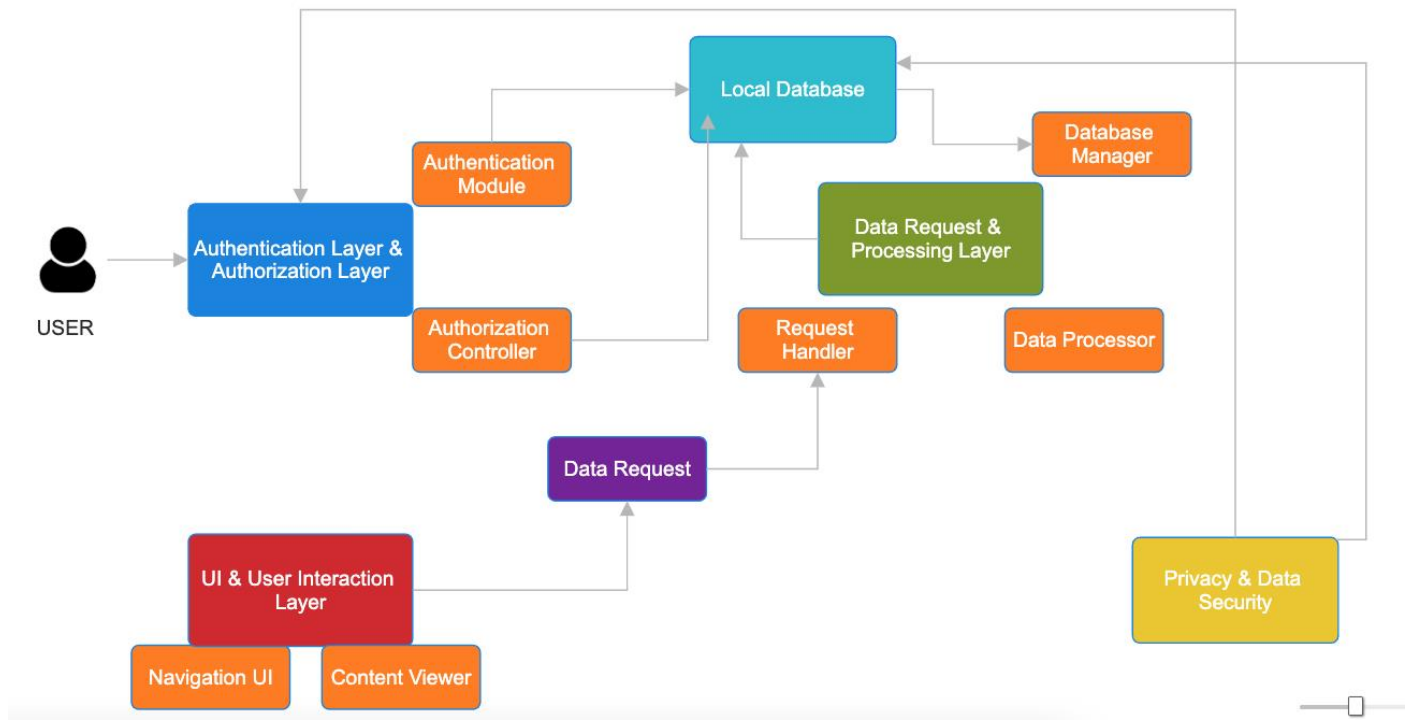 Local Database
Database
Manager
Authentication
Module
Data Request &
Processing Layer
Authentication Layer &
Authorization Layer
USER
Authorization
Controller
Request
Handler
Data Processor
Data Request
UI & User Interaction
Layer
Privacy & Data
Security
Navigation UI
Content Viewer